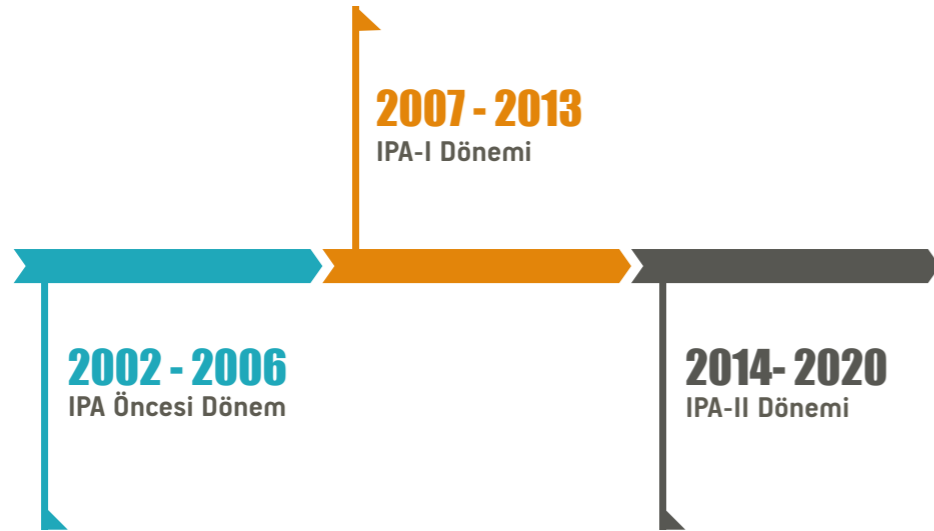 2007 - 2013
IPA-I Dönemi
2002 - 2006
IPA Öncesi Dönem
2014- 2020
IPA-II Dönemi